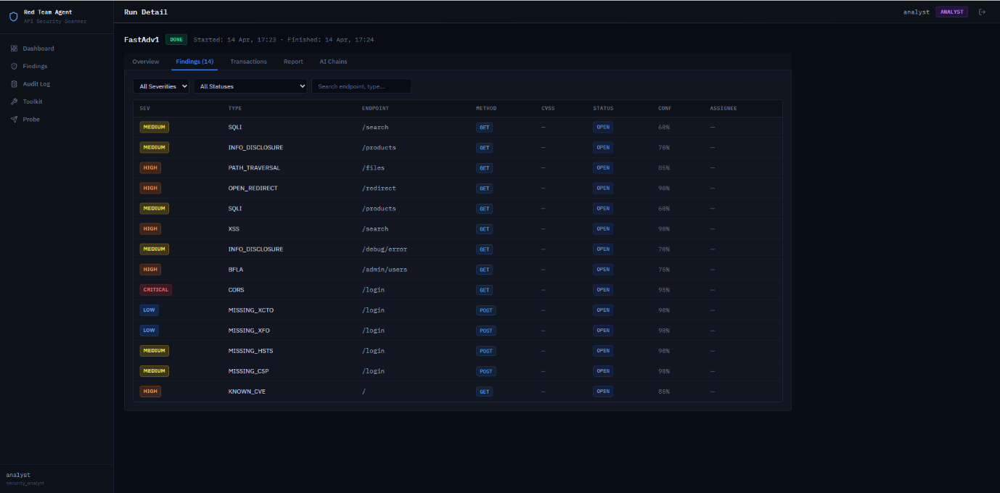 Red Team Agent
API Security Scanner
Run Detail
analyst
ANALYST
Dashboard
Findings
Audit Log
Toolkit
Probe
FastAdv1 DONE Started: 14 Apr, 17:23 · Finished: 14 Apr, 17:24
Overview Findings (14) Transactions Report AI Chains
All Severities All Statuses Search endpoint, type...
SEV TYPE ENDPOINT METHOD CVSS STATUS CONF ASSIGNEE
MEDIUM SQLI /search GET — OPEN 60% —
MEDIUM INFO_DISCLOSURE /products GET — OPEN 70% —
HIGH PATH_TRAVERSAL /files GET — OPEN 85% —
HIGH OPEN_REDIRECT /redirect GET — OPEN 90% —
MEDIUM SQLI /products GET — OPEN 60% —
HIGH XSS /search GET — OPEN 90% —
MEDIUM INFO_DISCLOSURE /debug/error GET — OPEN 70% —
HIGH BFLA /admin/users GET — OPEN 75% —
CRITICAL CORS /login GET — OPEN 95% —
LOW MISSING_XCTO /login POST — OPEN 90% —
LOW MISSING_XFO /login POST — OPEN 90% —
MEDIUM MISSING_HSTS /login POST — OPEN 90% —
MEDIUM MISSING_CSP /login POST — OPEN 90% —
HIGH KNOWN_CVE / GET — OPEN 85% —
analyst
security_analyst